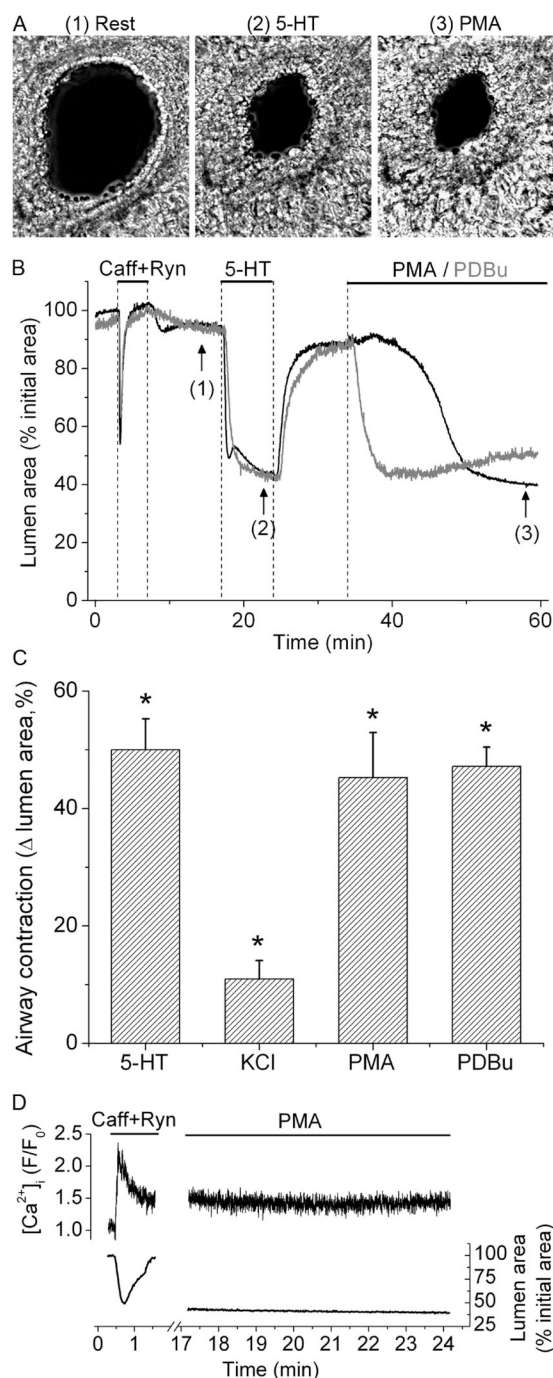 A (1) Rest (2) 5-HT (3) PMA
B
Caff+Ryn 5-HT PMA / PDBu
Lumen area (% initial area)
100
80
60
40
20
0
(1)
(2)
(3)
0 20 40 60
Time (min)
C
Airway contraction (Δ lumen area, %)
60
40
20
0
* * * *
5-HT KCl PMA PDBu
D
Caff+Ryn PMA
[Ca²⁺]ᵢ (F/F₀)
2.5
2.0
1.5
1.0
100
75
50
25
Lumen area
(% initial area)
0 1 17 18 19 20 21 22 23 24
Time (min)